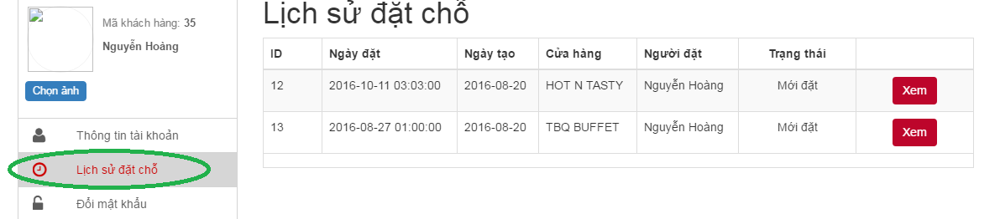 Mã khách hàng: 35
Nguyễn Hoàng
Chọn ảnh
Thông tin tài khoản
Lịch sử đặt chỗ
Đổi mật khẩu
Lịch sử đặt chỗ
ID Ngày đặt Ngày tạo Cửa hàng Người đặt Trạng thái
12 2016-10-11 03:03:00 2016-08-20 HOT N TASTY Nguyễn Hoàng Mới đặt Xem
13 2016-08-27 01:00:00 2016-08-20 TBQ BUFFET Nguyễn Hoàng Mới đặt Xem